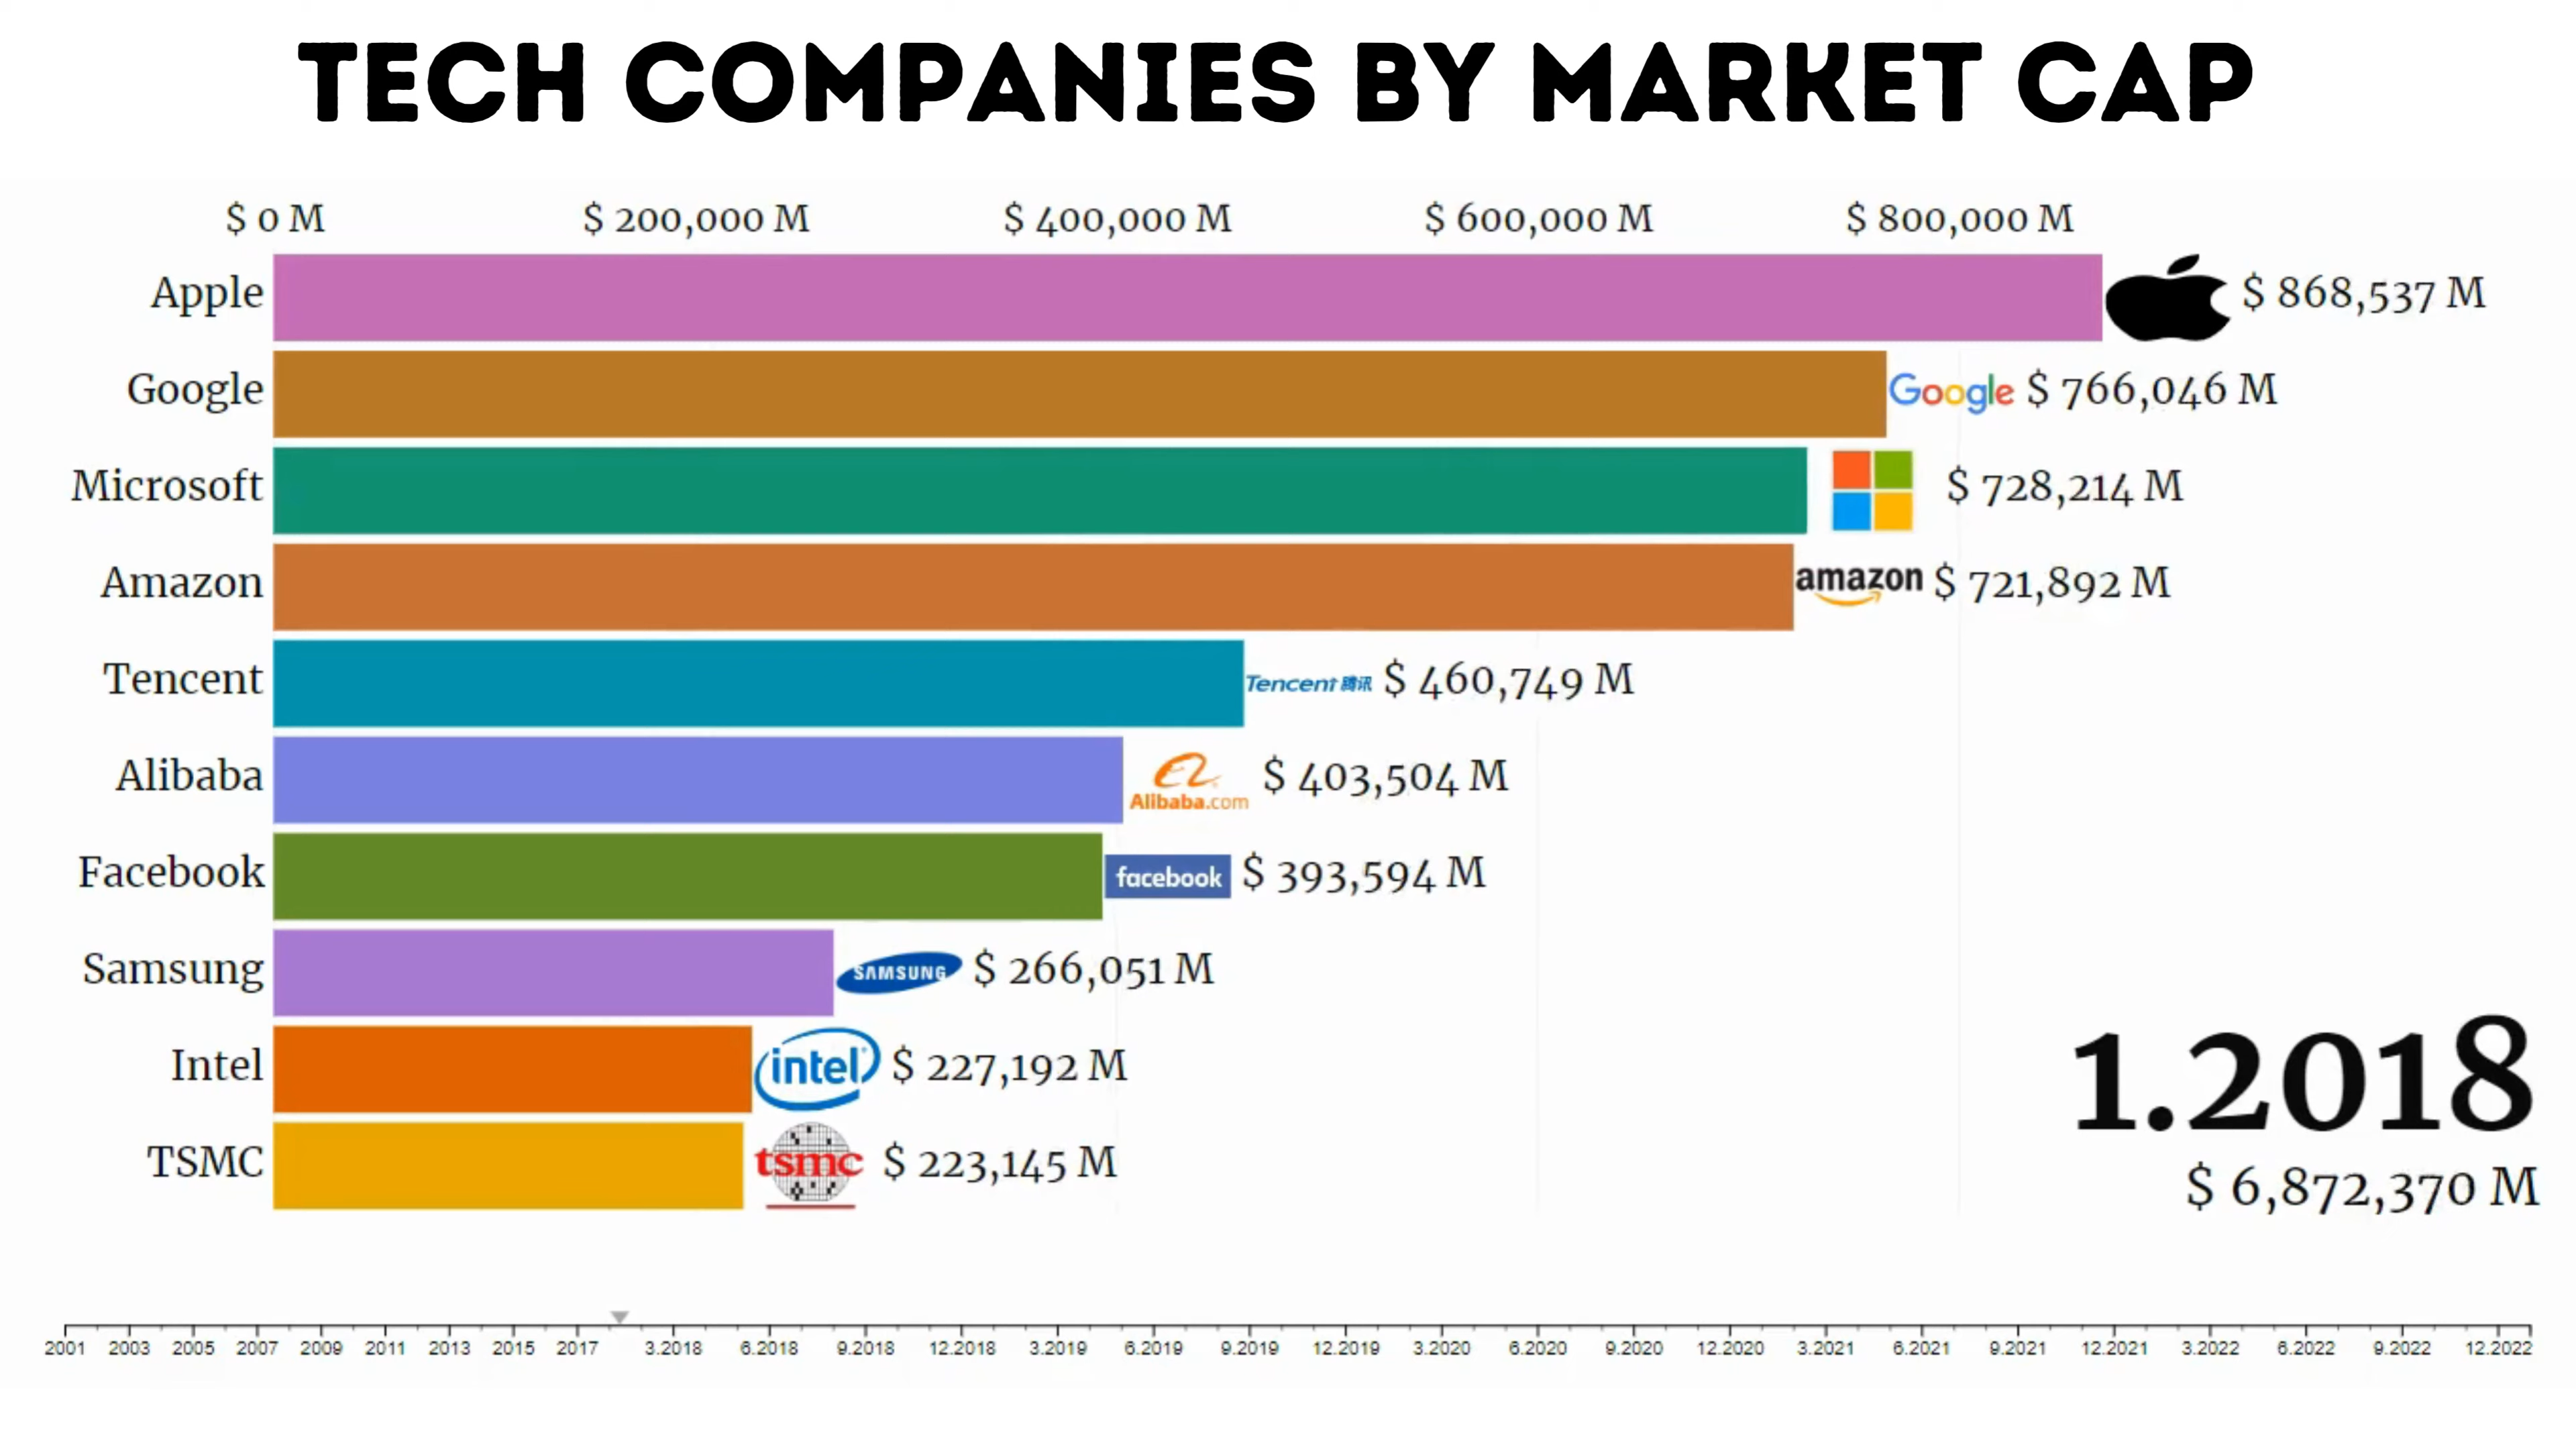 TECH COMPANIES BY MARKET CAP
$ 0 M $ 200,000 M $ 400,000 M $ 600,000 M $ 800,000 M
Apple $ 868,537 M
Google Google $ 766,046 M
Microsoft $ 728,214 M
Amazon amazon $ 721,892 M
Tencent Tencent 腾讯 $ 460,749 M
Alibaba Alibaba.com $ 403,504 M
Facebook facebook $ 393,594 M
Samsung SAMSUNG $ 266,051 M
Intel intel $ 227,192 M
TSMC tsmc $ 223,145 M
1.2018
$ 6,872,370 M
2001 2003 2005 2007 2009 2011 2013 2015 2017 3.2018 6.2018 9.2018 12.2018 3.2019 6.2019 9.2019 12.2019 3.2020 6.2020 9.2020 12.2020 3.2021 6.2021 9.2021 12.2021 3.2022 6.2022 9.2022 12.2022